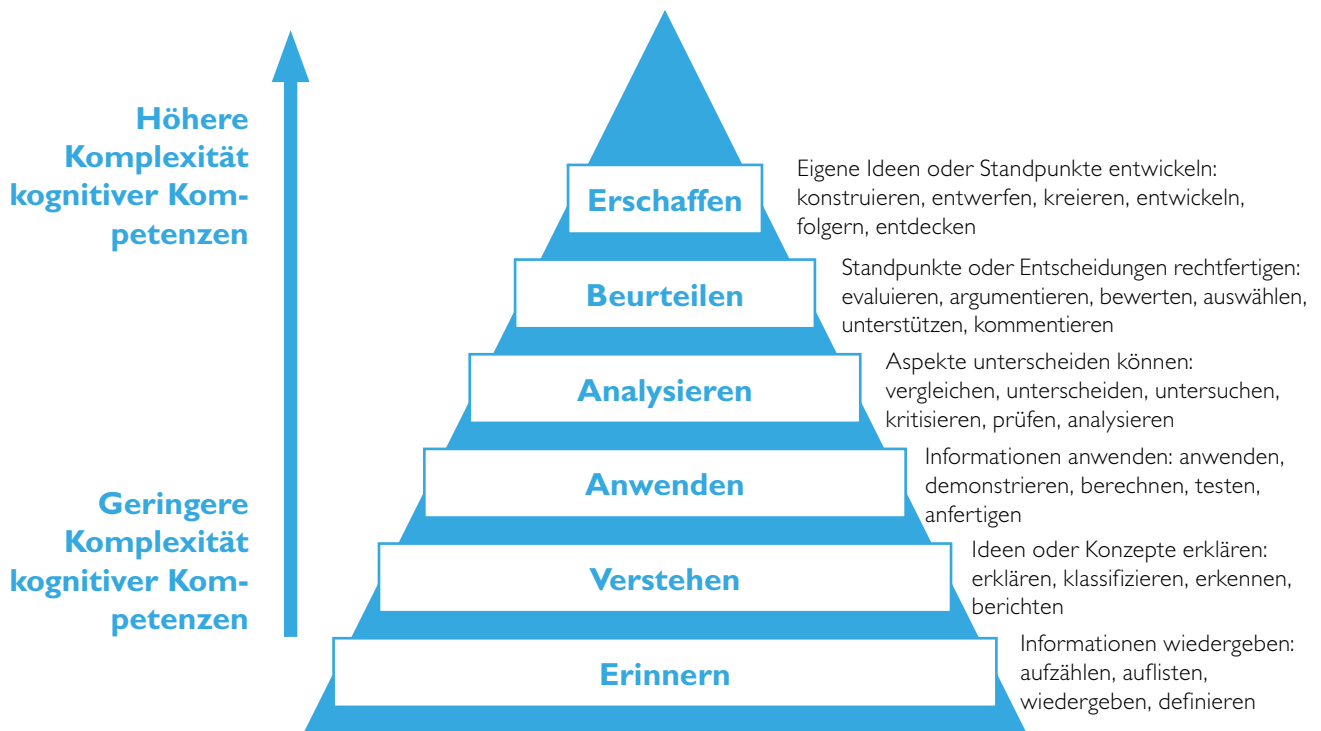 Höhere
Komplexität
kognitiver Kom-
petenzen
Geringere
Komplexität
kognitiver Kom-
petenzen
Erschaffen
Eigene Ideen oder Standpunkte entwickeln:
konstruieren, entwerfen, kreieren, entwickeln,
folgern, entdecken
Beurteilen
Standpunkte oder Entscheidungen rechtfertigen:
evaluieren, argumentieren, bewerten, auswählen,
unterstützen, kommentieren
Analysieren
Aspekte unterscheiden können:
vergleichen, unterscheiden, untersuchen,
kritisieren, prüfen, analysieren
Anwenden
Informationen anwenden: anwenden,
demonstrieren, berechnen, testen,
anfertigen
Verstehen
Ideen oder Konzepte erklären:
erklären, klassifizieren, erkennen,
berichten
Erinnern
Informationen wiedergeben:
aufzählen, auflisten,
wiedergeben, definieren